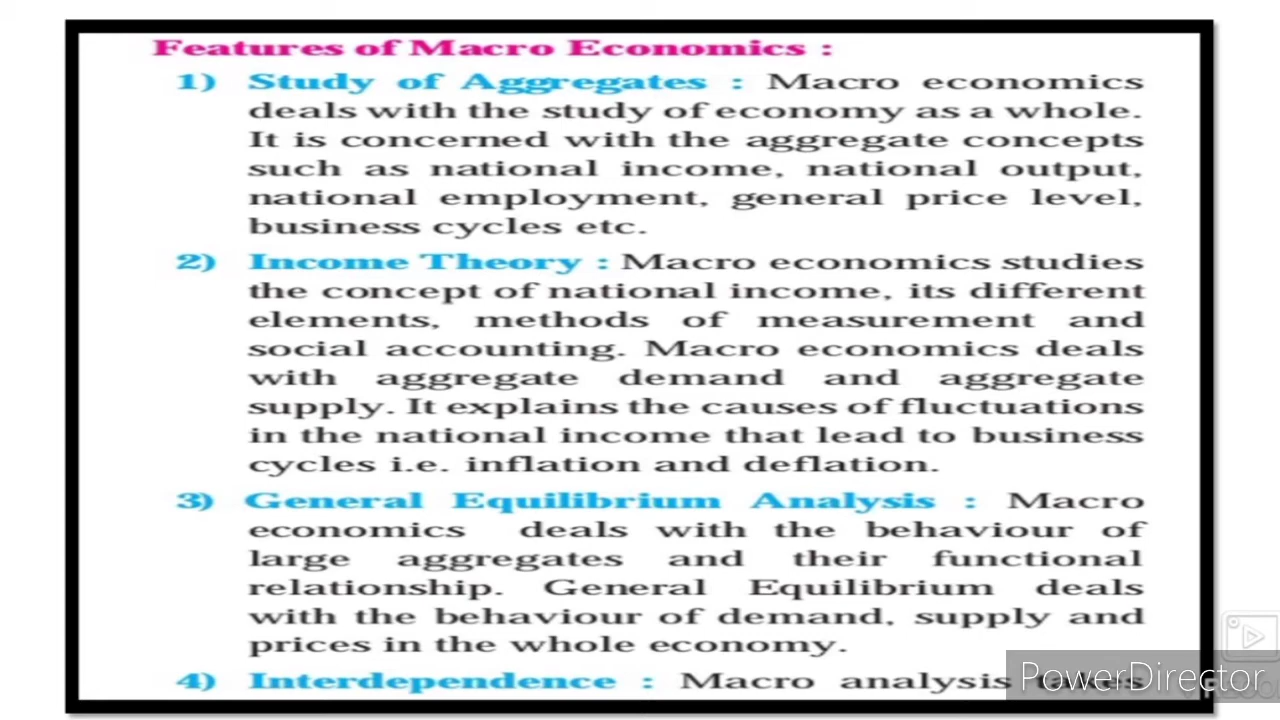 Features of Macro Economics :
1) Study of Aggregates : Macro economics
deals with the study of economy as a whole.
It is concerned with the aggregate concepts
such as national income, national output,
national employment, general price level,
business cycles etc.
2) Income Theory : Macro economics studies
the concept of national income, its different
elements, methods of measurement and
social accounting. Macro economics deals
with aggregate demand and aggregate
supply. It explains the causes of fluctuations
in the national income that lead to business
cycles i.e. inflation and deflation.
3) General Equilibrium Analysis : Macro
economics deals with the behaviour of
large aggregates and their functional
relationship. General Equilibrium deals
with the behaviour of demand, supply and
prices in the whole economy.
4) Interdependence : Macro analysis takes
PowerDirector